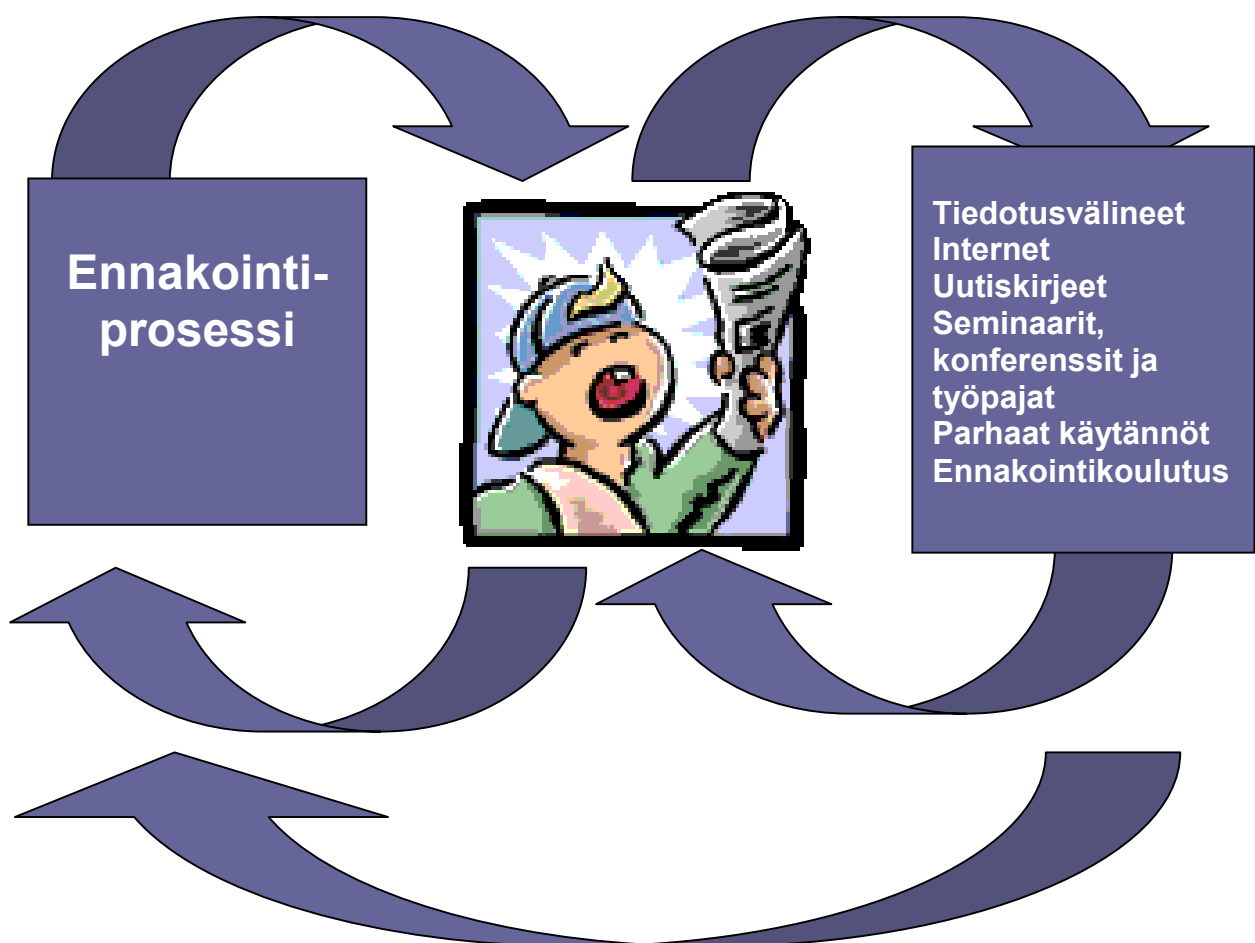 Ennakointi-
prosessi
Tiedotusvälineet
Internet
Uutiskirjeet
Seminaarit,
konferenssit ja
työpajat
Parhaat käytännöt
Ennakointikoulutus